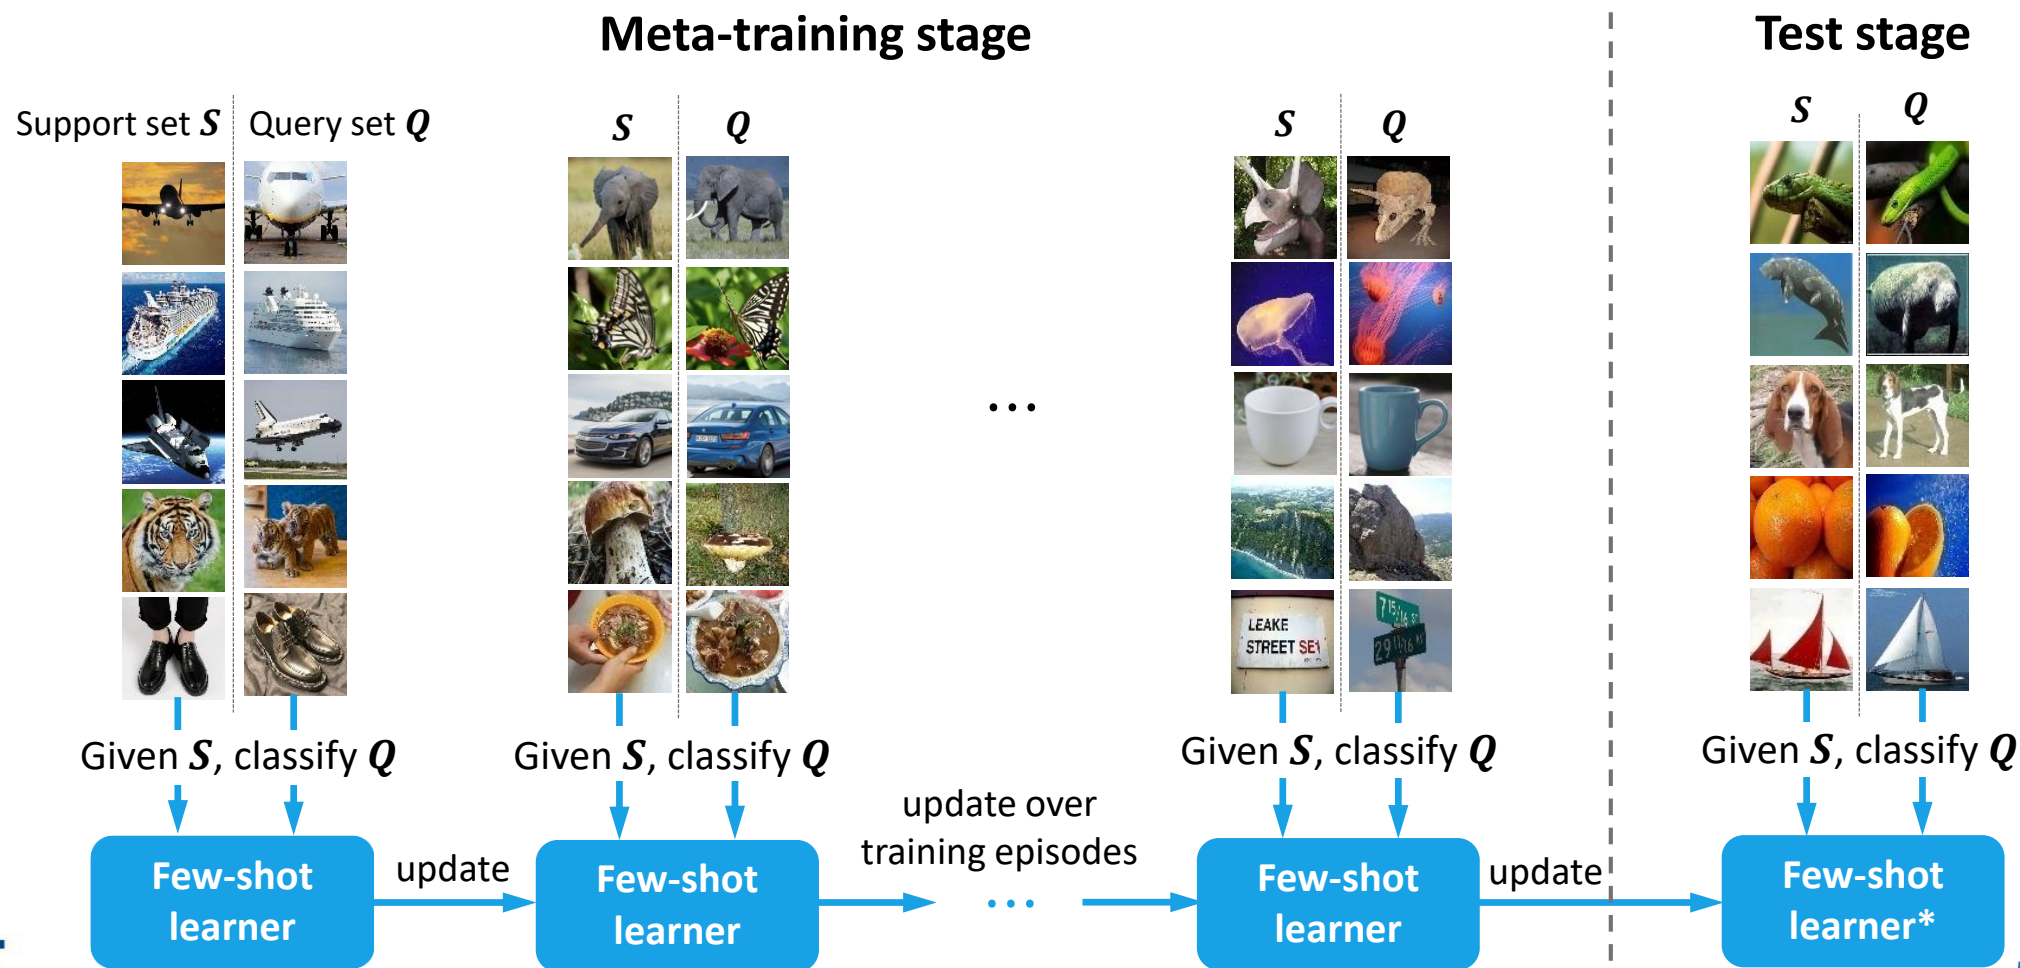 Meta-training stage
Test stage
Support set S
Query set Q
S
Q
S
Q
S
Q
...
LEAKE
STREET SE1
Given S, classify Q
Given S, classify Q
Given S, classify Q
Given S, classify Q
update over
training episodes
Few-shot
learner
update
Few-shot
learner
...
Few-shot
learner
update
Few-shot
learner*